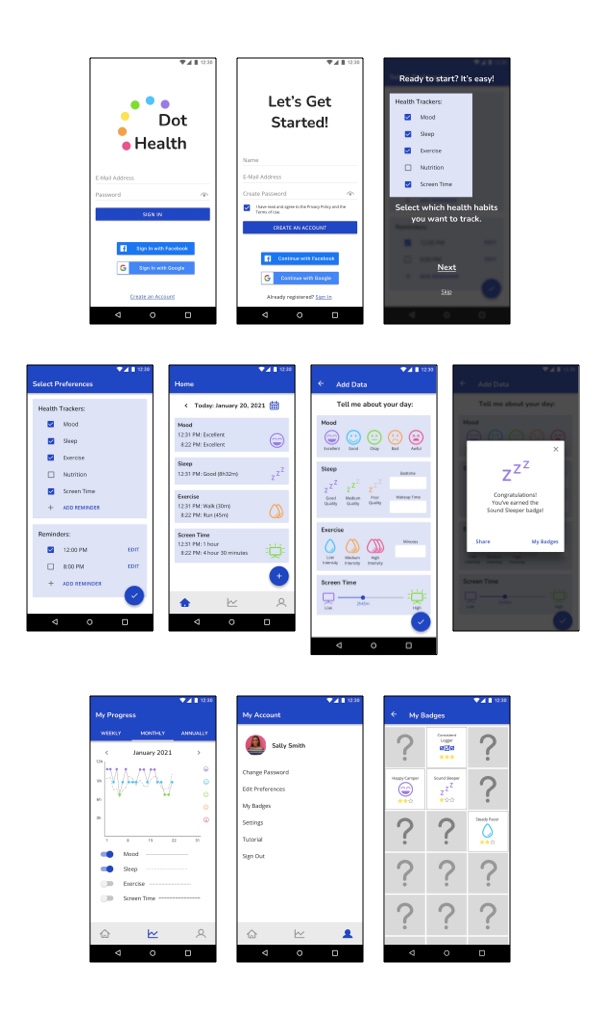 12:30
Dot
Health
E-Mail Address
Password
SIGN IN
Sign In with Facebook
G Sign In with Google
Create an Account
12:30
Let's Get
Started!
Name
E-Mail Address
Create Password
I have read and agree to the Privacy Policy and the
Terms of Use.
CREATE AN ACCOUNT
Continue with Facebook
G Continue with Google
Already registered? Sign In
12:30
Ready to start? It's easy!
Health Trackers:
Mood
Sleep
Exercise
Nutrition
Screen Time
Select which health habits
you want to track.
Next
Skip
12:30
Select Preferences
Health Trackers:
Mood
Sleep
Exercise
Nutrition
Screen Time
+ ADD REMINDER
Reminders:
12:00 PM EDIT
8:00 PM EDIT
+ ADD REMINDER
12:30
Home
Today: January 20, 2021
Mood
12:31 PM: Excellent
8:22 PM: Excellent
Sleep
12:31 PM: Good (8h32m)
zzz
Exercise
12:31 PM: Walk (30m)
8:22 PM: Run (45m)
Screen Time
12:31 PM: 1 hour
8:22 PM: 4 hour 30 minutes
+
12:30
Add Data
Tell me about your day:
Mood
Excellent Good Okay Bad Awful
Sleep
Bedtime
zzz zzz zzz
Good Quality
Medium Quality
Poor Quality
Wakeup Time
Exercise
Minutes
Low Intensity
Medium Intensity
High Intensity
Screen Time
Low
High
12:30
Add Data
Tell me about your day:
Mood
zzz
Congratulations!
You've earned the
Sound Sleeper badge!
Share My Badges
Screen Time
12:30
My Progress
WEEKLY MONTHLY ANNUALLY
January 2021
Mood
Sleep
Exercise
Screen Time
12:30
My Account
Sally Smith
Change Password
Edit Preferences
My Badges
Settings
Tutorial
Sign Out
12:30
My Badges
? Consistent Logger ?
Happy Camper Sound Sleeper ?
zzz
? ? Steady Pacer
? ? ?
? ? ?